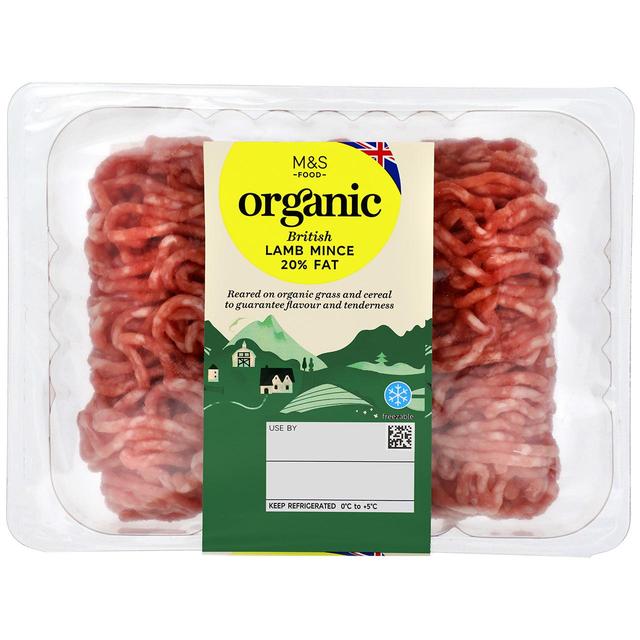 M&S
-FOOD-
organic
British
LAMB MINCE
20% FAT
Reared on organic grass and cereal
to guarantee flavour and tenderness
freezable
USE BY
KEEP REFRIGERATED 0°C to +5°C